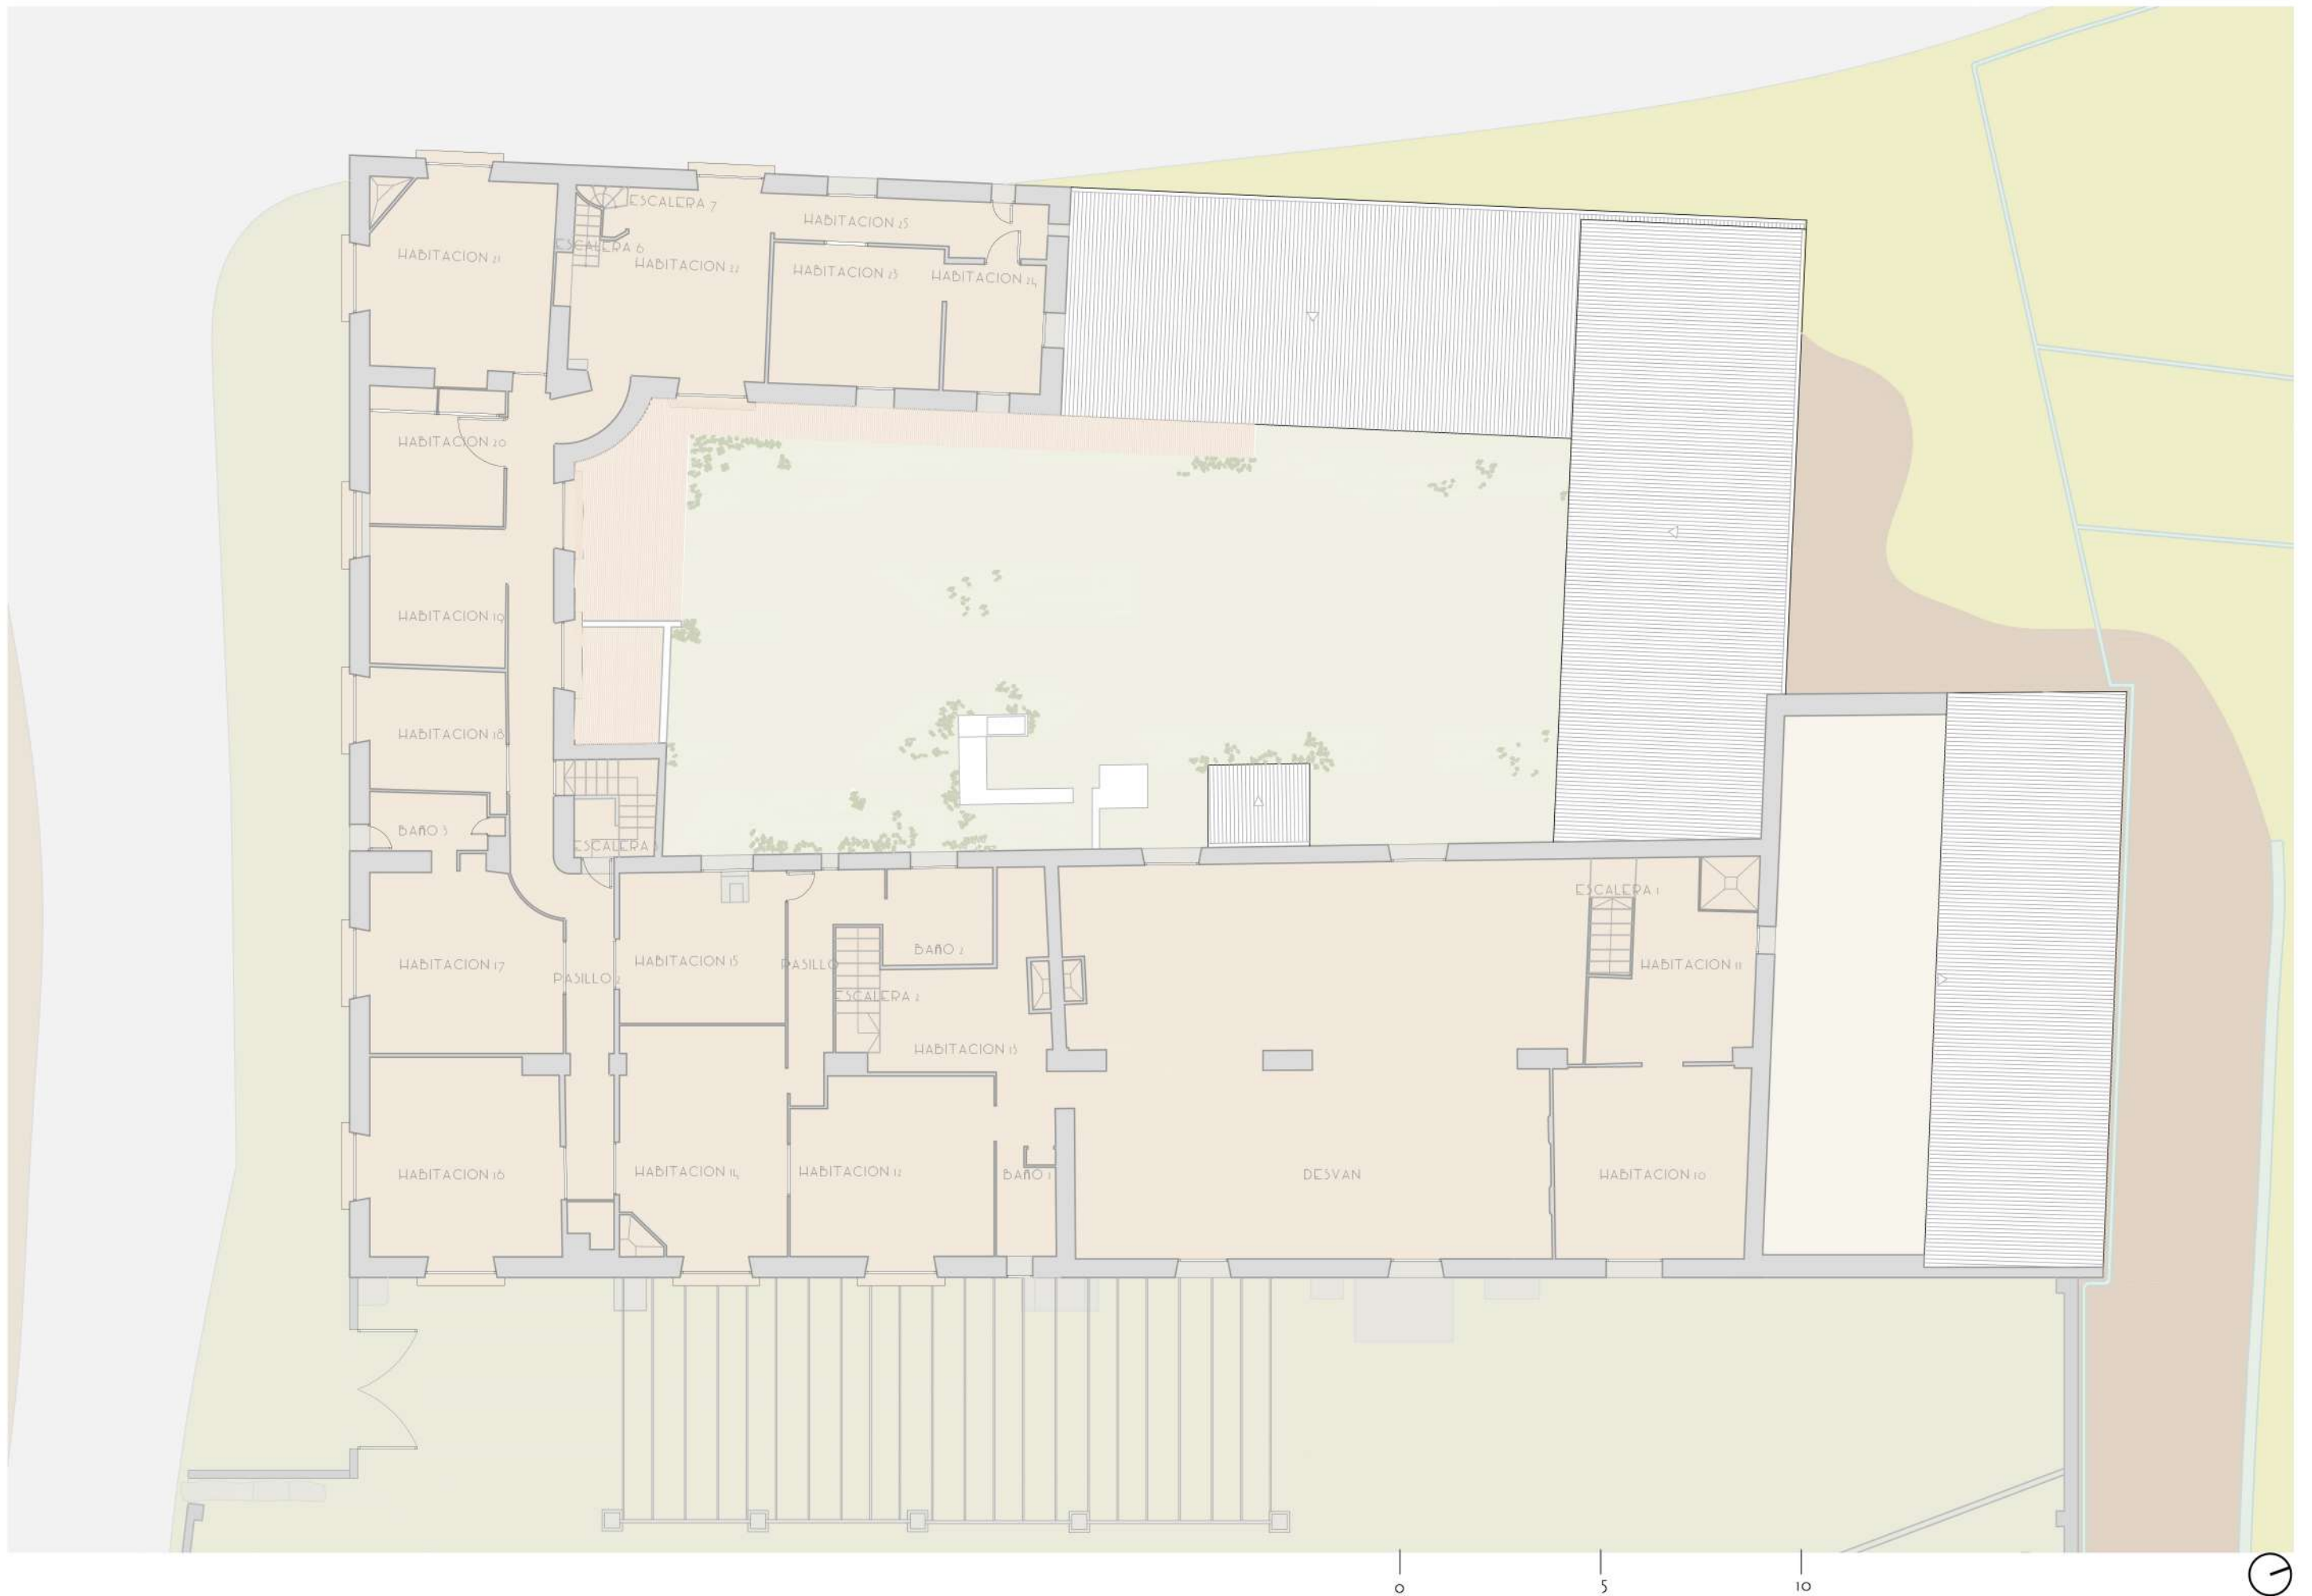 ESCALERA 7
HABITACION 25
ESCALERA 6
HABITACION 21
HABITACION 22
HABITACION 23
HABITACION 24
HABITACION 20
HABITACION 19
HABITACION 18
BAÑO 3
ESCALERA
ESCALERA 1
BAÑO 2
HABITACION 17
PASILLO 2
HABITACION 15
PASILLO
HABITACION 11
ESCALERA 2
HABITACION 13
HABITACION 16
HABITACION 14
HABITACION 12
BAÑO 1
DESVAN
HABITACION 10
0
5
10